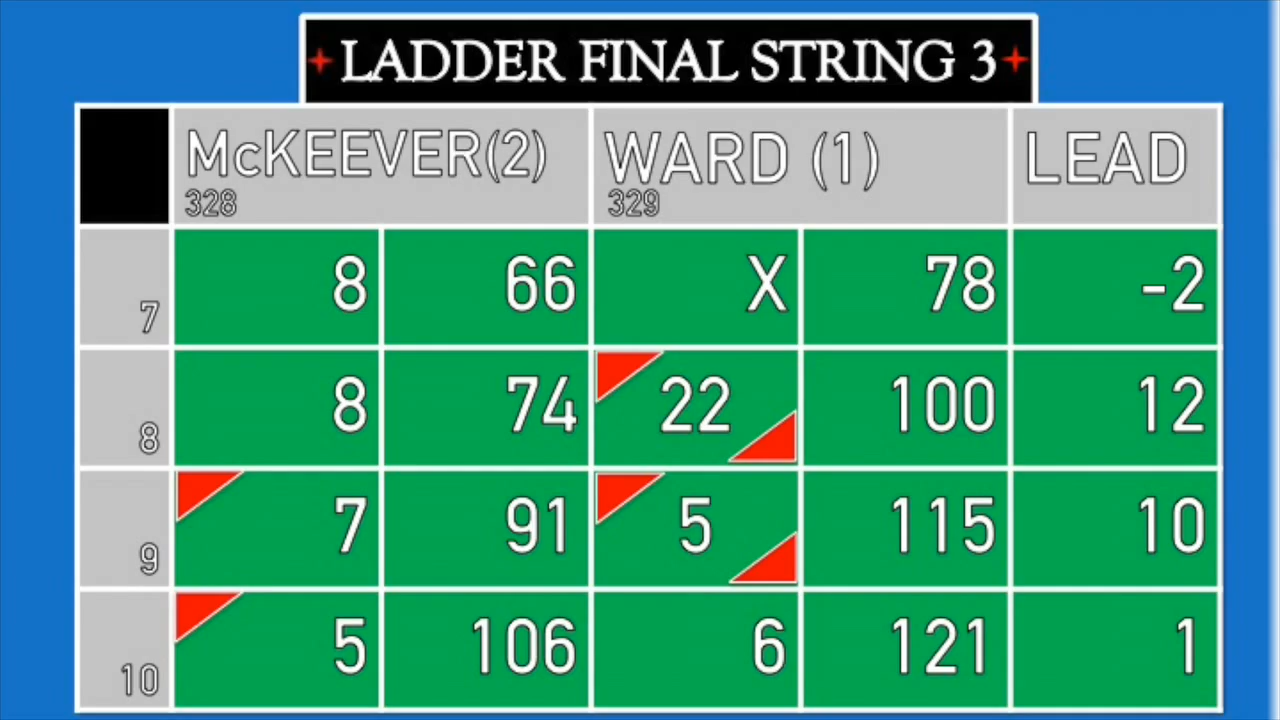 LADDER FINAL STRING 3
McKEEVER(2) WARD (1) LEAD
328 329
7 8 66 X 78 -2
8 8 74 22 100 12
9 7 91 5 115 10
10 5 106 6 121 1